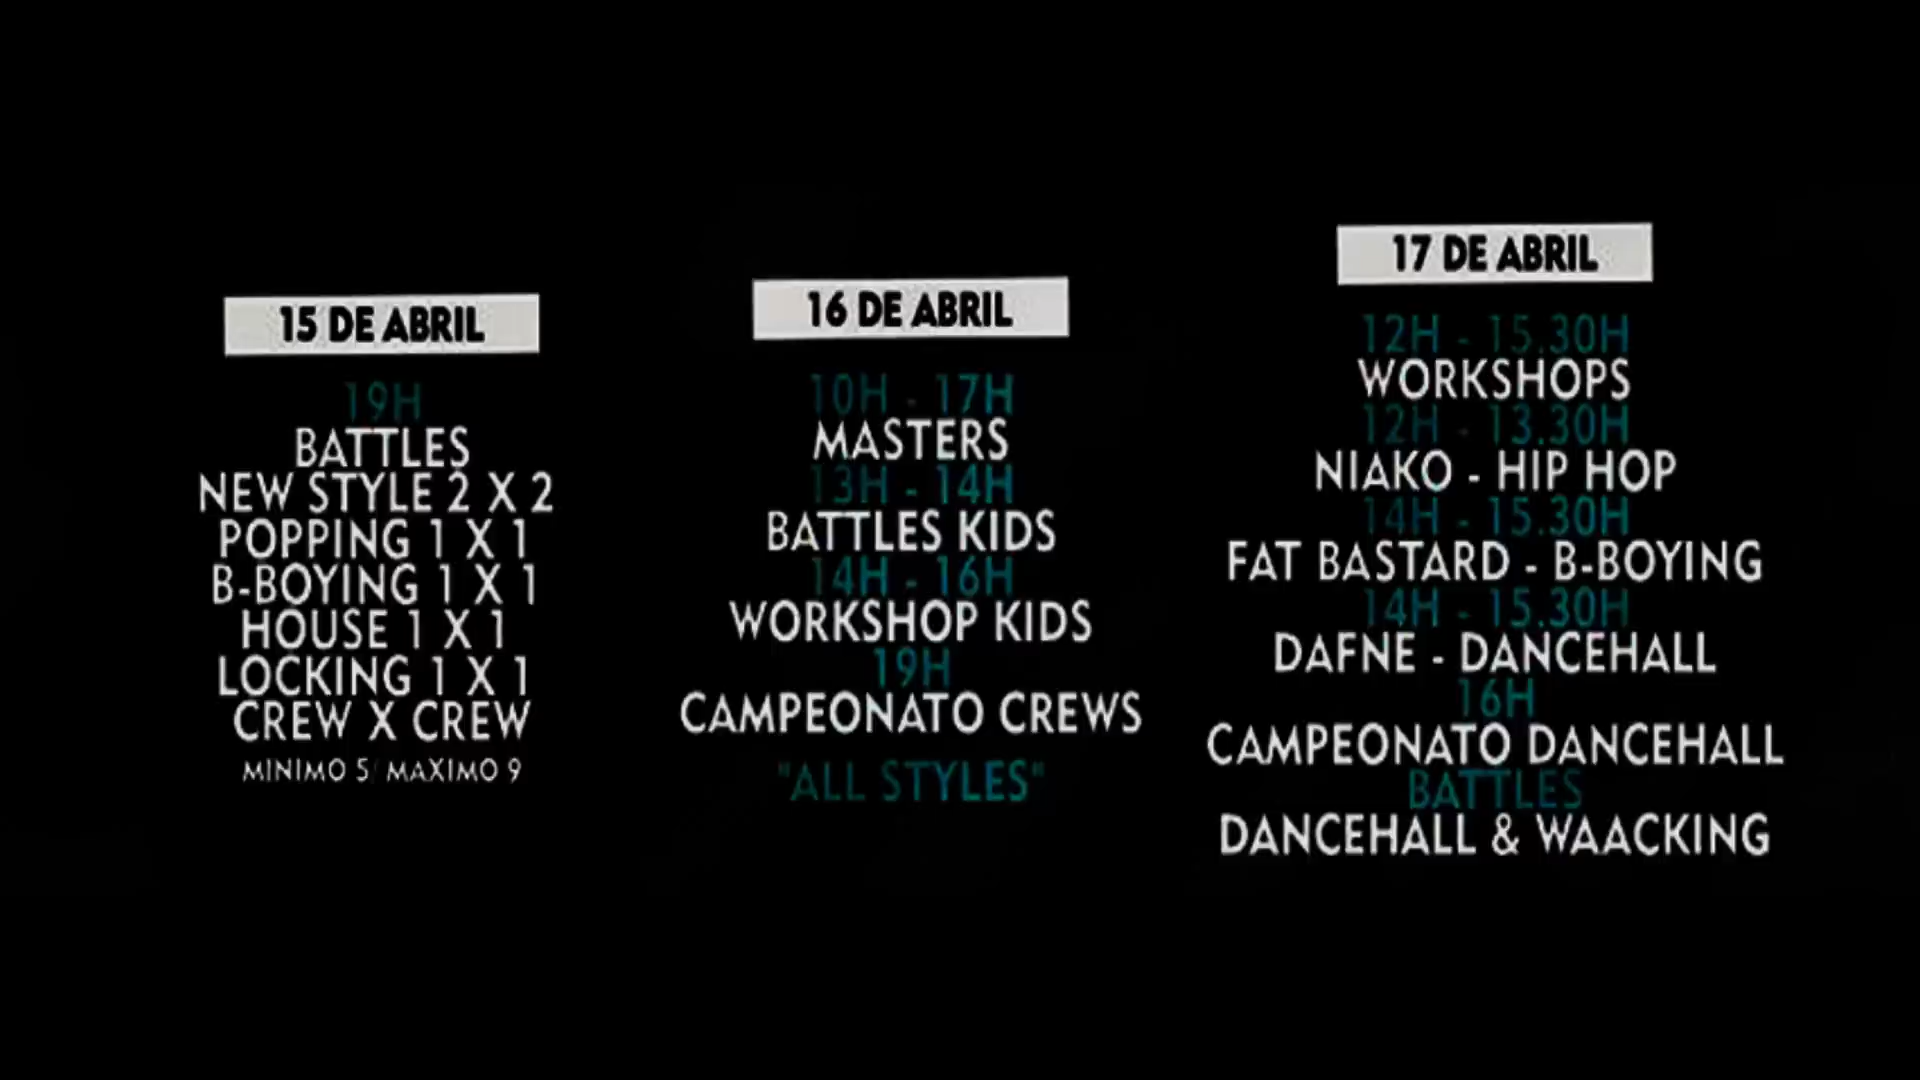 15 DE ABRIL
19H
BATTLES
NEW STYLE 2 X 2
POPPING 1 X 1
B-BOYING 1 X 1
HOUSE 1 X 1
LOCKING 1 X 1
CREW X CREW
MINIMO 5/ MAXIMO 9
16 DE ABRIL
10H - 17H
MASTERS
13H - 14H
BATTLES KIDS
14H - 16H
WORKSHOP KIDS
19H
CAMPEONATO CREWS
"ALL STYLES"
17 DE ABRIL
12H - 15.30H
WORKSHOPS
12H - 13.30H
NIAKO - HIP HOP
14H - 15.30H
FAT BASTARD - B-BOYING
14H - 15.30H
DAFNE - DANCEHALL
16H
CAMPEONATO DANCEHALL
BATTLES
DANCEHALL & WAACKING